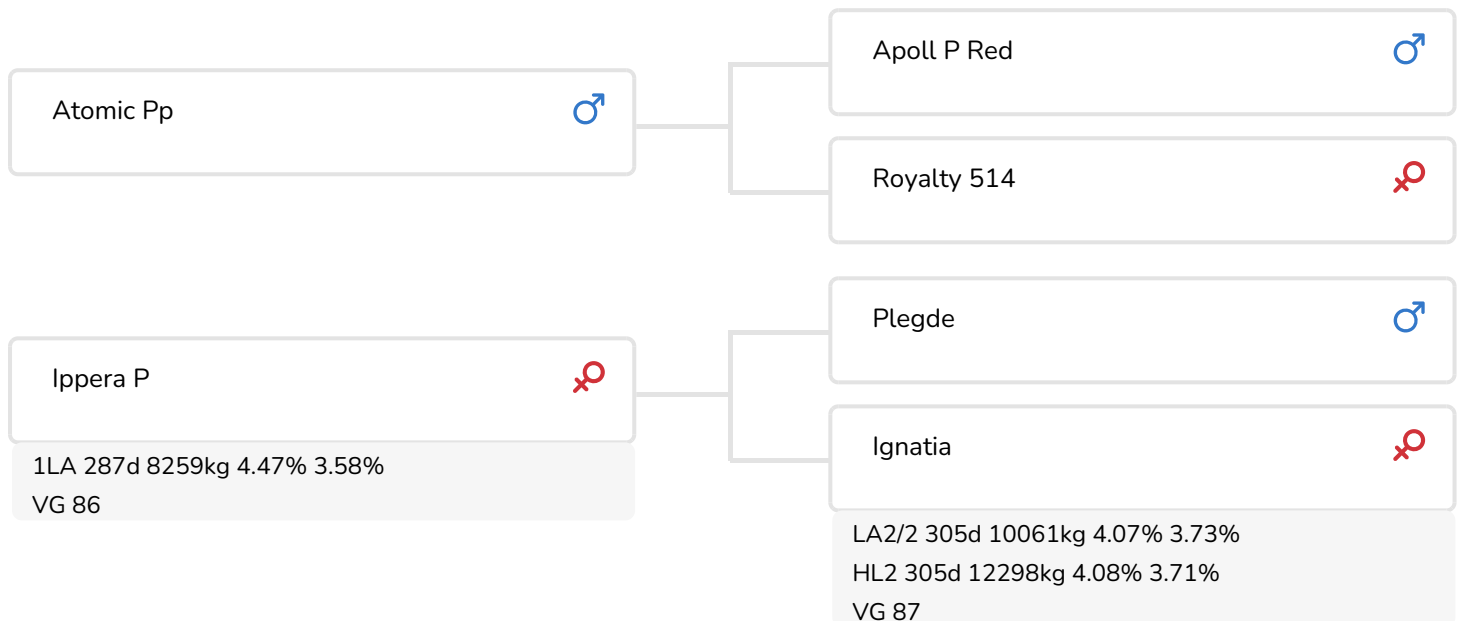 Apoll P Red
Atomic Pp
Royalty 514
Plegde
Ippera P
1LA 287d 8259kg 4.47% 3.58%
VG 86
Ignatia
LA2/2 305d 10061kg 4.07% 3.73%
HL2 305d 12298kg 4.08% 3.71%
VG 87